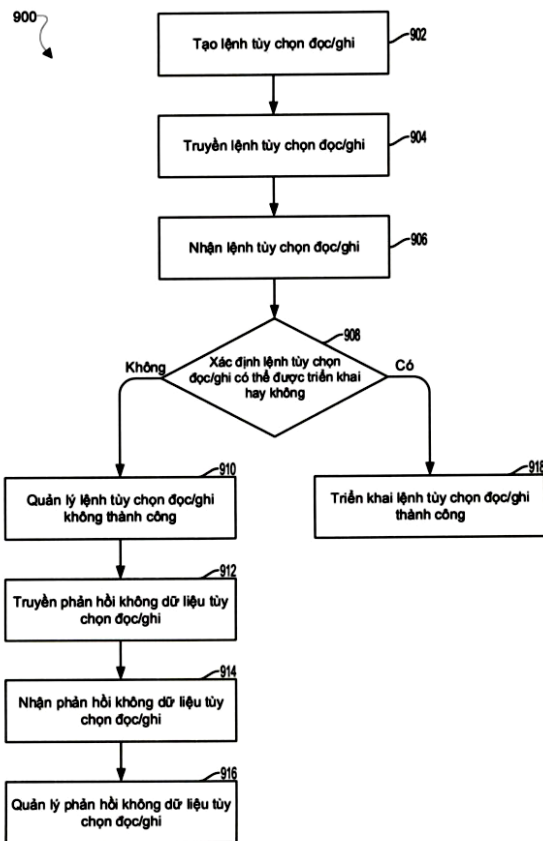 900
Tạo lệnh tùy chọn đọc/ghi
902
Truyền lệnh tùy chọn đọc/ghi
904
Nhận lệnh tùy chọn đọc/ghi
906
908
Xác định lệnh tùy chọn
đọc/ghi có thể được triển khai
hay không
Không
Có
910
Quản lý lệnh tùy chọn đọc/ghi
không thành công
918
Triển khai lệnh tùy chọn đọc/ghi
thành công
912
Truyền phản hồi không dữ liệu tùy
chọn đọc/ghi
914
Nhận phản hồi không dữ liệu tùy
chọn đọc/ghi
916
Quản lý phản hồi không dữ liệu tùy
chọn đọc/ghi